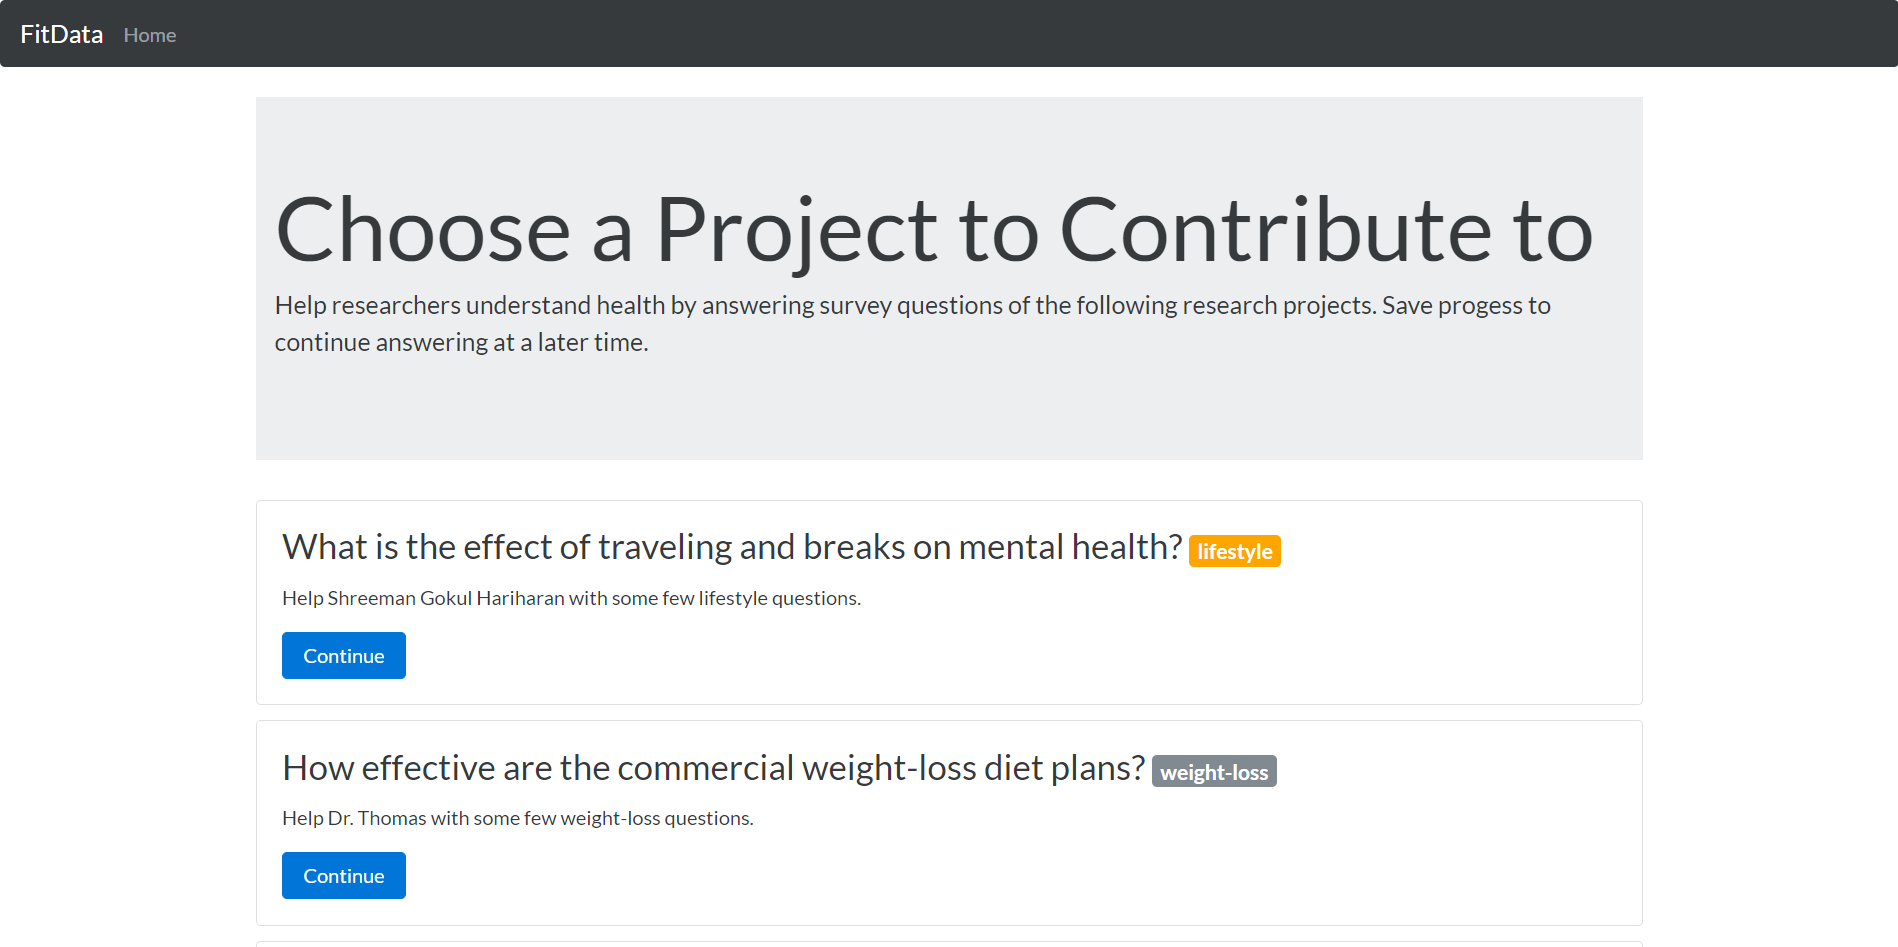 FitData Home
Choose a Project to Contribute to
Help researchers understand health by answering survey questions of the following research projects. Save progess to
continue answering at a later time.
What is the effect of traveling and breaks on mental health? lifestyle
Help Shreeman Gokul Hariharan with some few lifestyle questions.
Continue
How effective are the commercial weight-loss diet plans? weight-loss
Help Dr. Thomas with some few weight-loss questions.
Continue